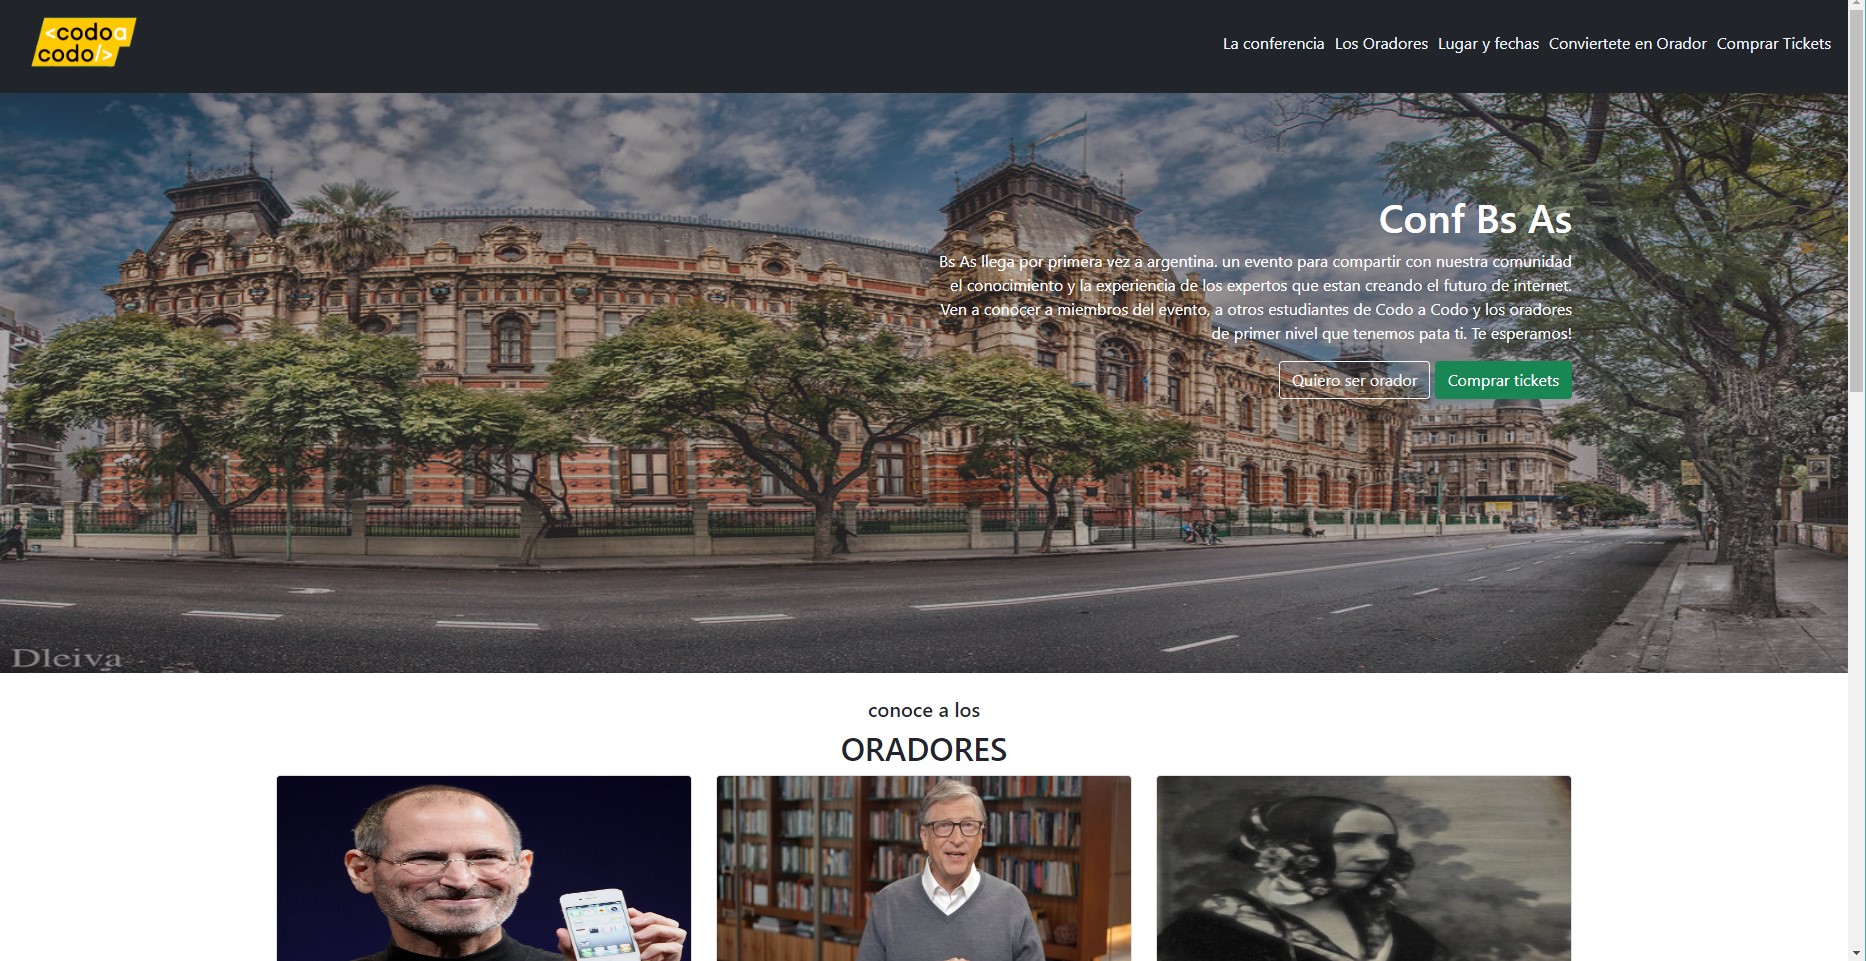 <codoa
codo/>
La conferencia Los Oradores Lugar y fechas Conviertete en Orador Comprar Tickets
Conf Bs As
Bs As llega por primera vez a argentina. un evento para compartir con nuestra comunidad
el conocimiento y la experiencia de los expertos que estan creando el futuro de internet.
Ven a conocer a miembros del evento, a otros estudiantes de Codo a Codo y los oradores
de primer nivel que tenemos pata ti. Te esperamos!
Quiero ser orador Comprar tickets
Dleiva
conoce a los
ORADORES